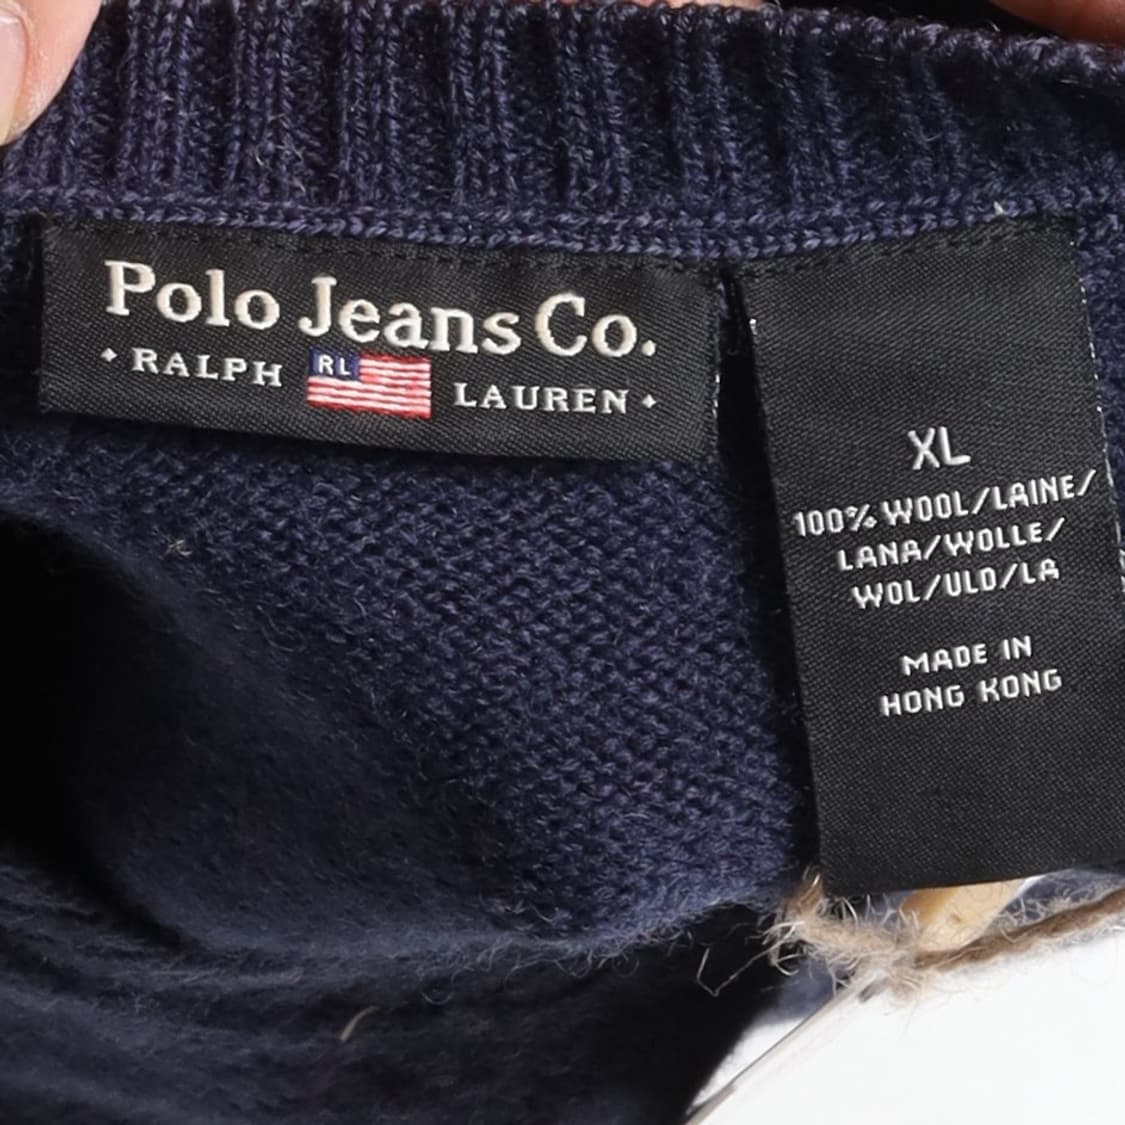 Polo Jeans Co.
RALPH RL LAUREN
XL
100% WOOL/LAINE/
LANA/WOLLE/
WOL/ULD/LA
MADE IN
HONG KONG